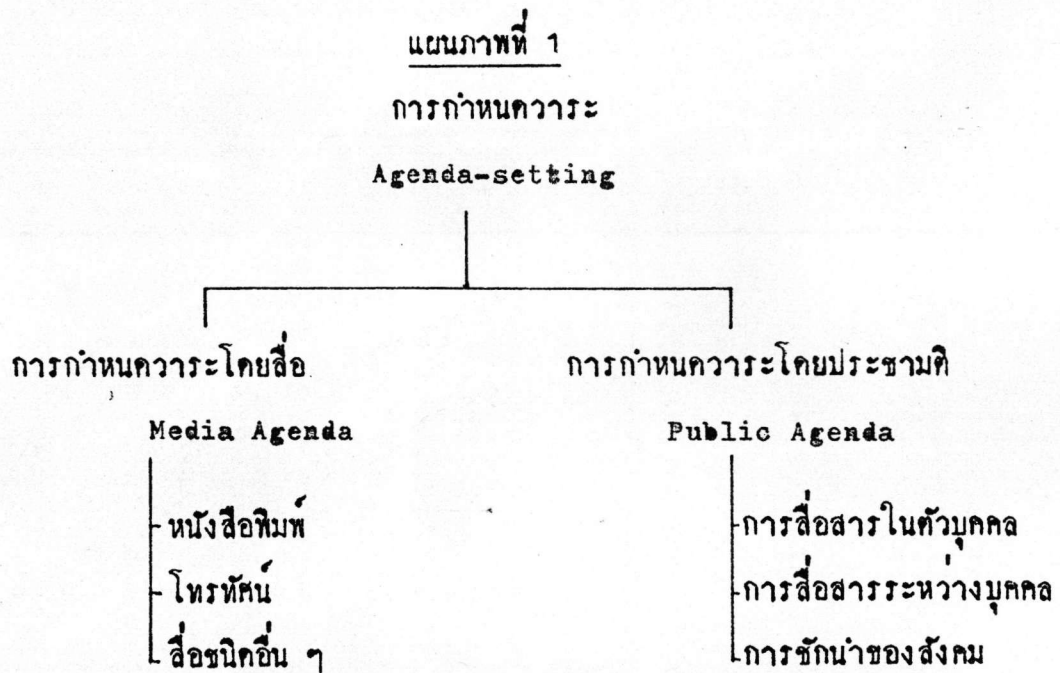 แผนภาพที่ 1
การกำหนดวาระ
Agenda-setting
การกำหนดวาระโดยสื่อ
Media Agenda
- หนังสือพิมพ์
- โทรทัศน์
- สื่อชนิดอื่น ๆ
การกำหนดวาระโดยประชามติ
Public Agenda
-การสื่อสารในตัวบุคคล
-การสื่อสารระหว่างบุคคล
-การชักนำของสังคม